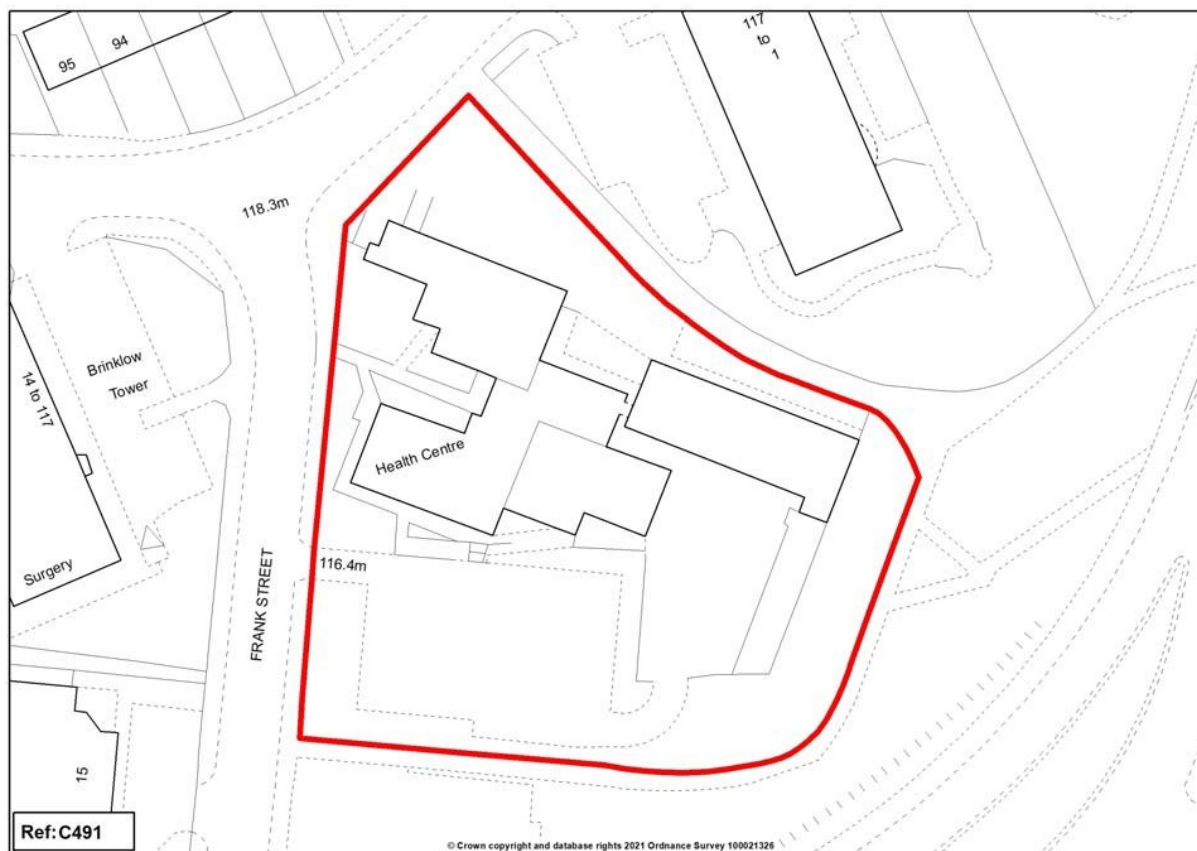 94
95
117
to
1
118.3m
Brinklow
Tower
14 to 117
Health Centre
116.4m
Surgery
FRANK STREET
15
Ref:C491
© Crown copyright and database rights 2021 Ordnance Survey 100021326